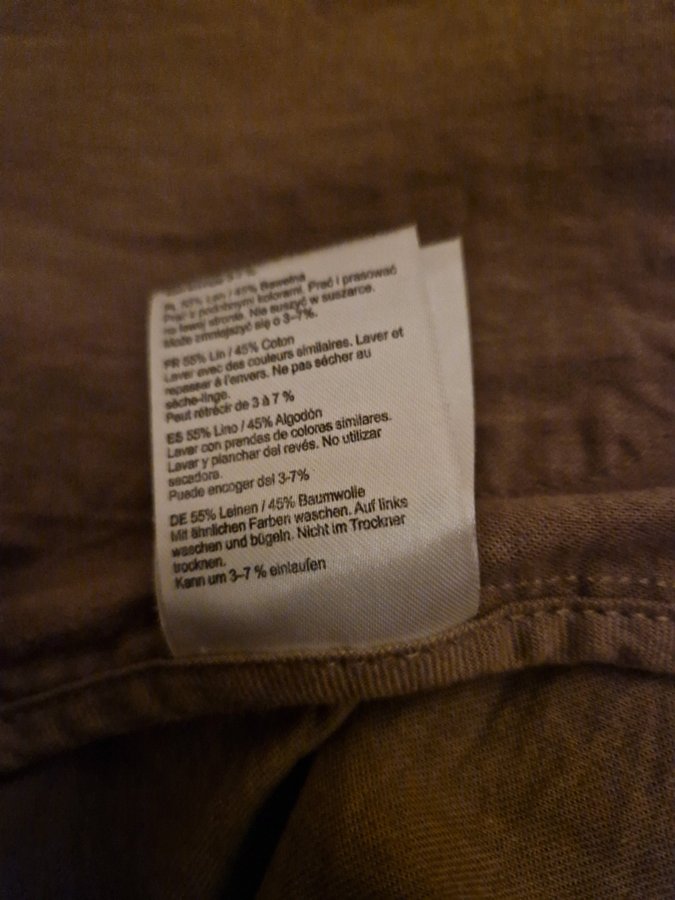 PL 55% Len / 45% Bawełna
Prać z podobnymi kolorami. Prać i prasować
na lewej stronie. Nie suszyć w suszarce.
Może zmniejszyć się o 3–7%.
FR 55% Lin / 45% Coton
Laver avec des couleurs similaires. Laver et
repasser à l'envers. Ne pas sécher au
sèche-linge.
Peut rétrécir de 3 à 7 %
ES 55% Lino / 45% Algodón
Lavar con prendas de colores similares.
Lavar y planchar del revés. No utilizar
secadora.
Puede encoger del 3-7%
DE 55% Leinen / 45% Baumwolle
Mit ähnlichen Farben waschen. Auf links
waschen und bügeln. Nicht im Trockner
trocknen.
Kann um 3–7 % einlaufen